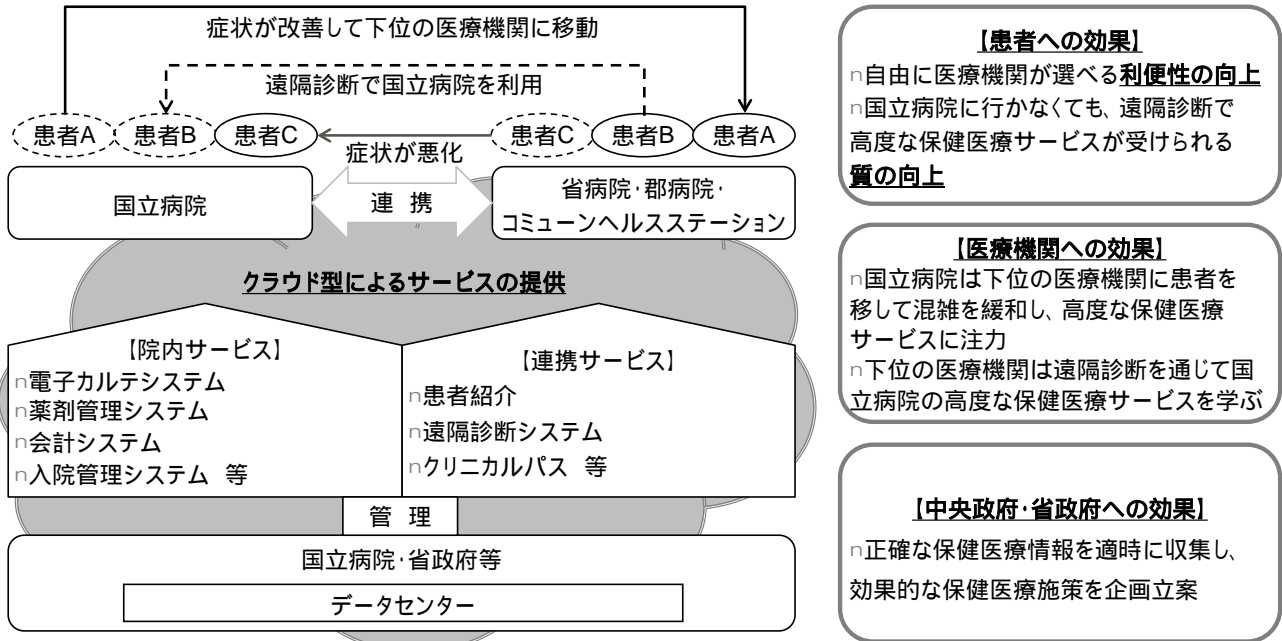 症状が改善して下位の医療機関に移動
遠隔診断で国立病院を利用
患者A 患者B 患者C 患者C 患者B 患者A
症状が悪化
国立病院
連 携
省病院・郡病院・
コミューンヘルスステーション
クラウド型によるサービスの提供
【院内サービス】
n電子カルテシステム
n薬剤管理システム
n会計システム
n入院管理システム 等
【連携サービス】
n患者紹介
n遠隔診断システム
nクリニカルパス 等
管 理
国立病院・省政府等
データセンター
【患者への効果】
n自由に医療機関が選べる利便性の向上
n国立病院に行かなくても、遠隔診断で
高度な保健医療サービスが受けられる
質の向上
【医療機関への効果】
n国立病院は下位の医療機関に患者を
移して混雑を緩和し、高度な保健医療
サービスに注力
n下位の医療機関は遠隔診断を通じて国
立病院の高度な保健医療サービスを学ぶ
【中央政府・省政府への効果】
n正確な保健医療情報を適時に収集し、
効果的な保健医療施策を企画立案